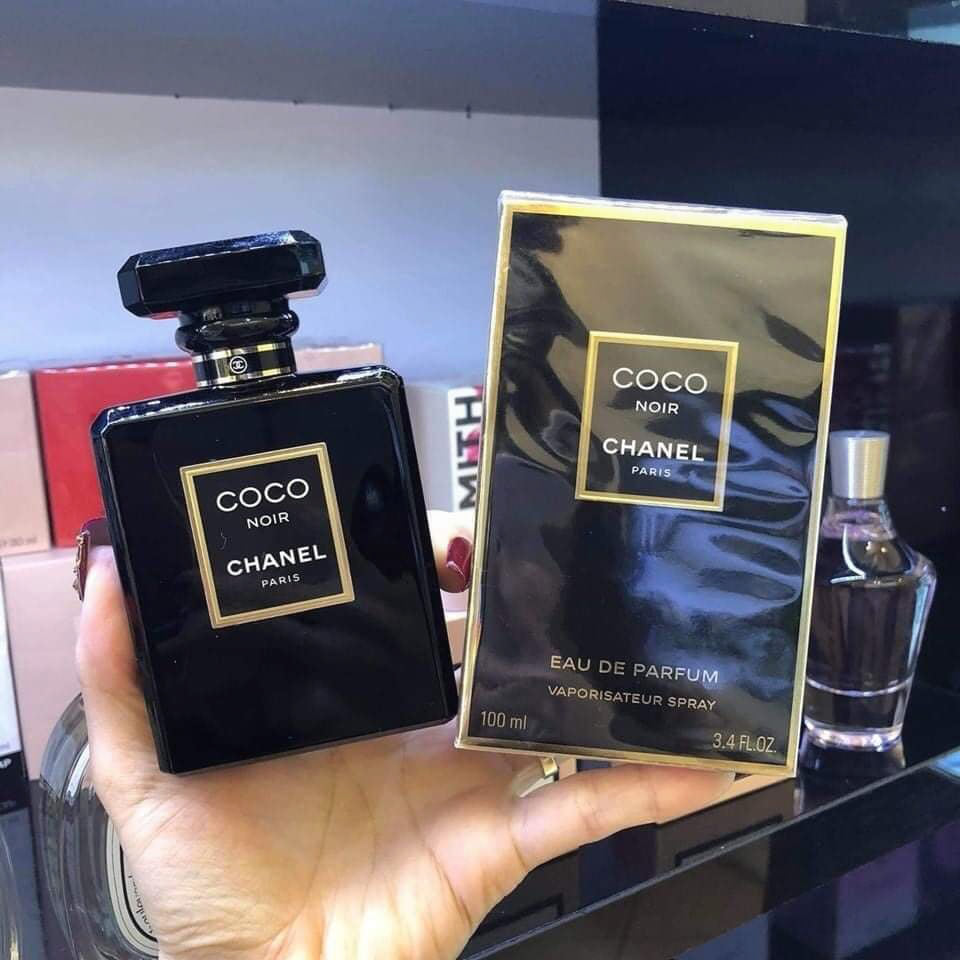 COCO
NOIR
CHANEL
PARIS
COCO
NOIR
CHANEL
PARIS
EAU DE PARFUM
VAPORISATEUR SPRAY
100 ml
3.4 FL.OZ.
MITH